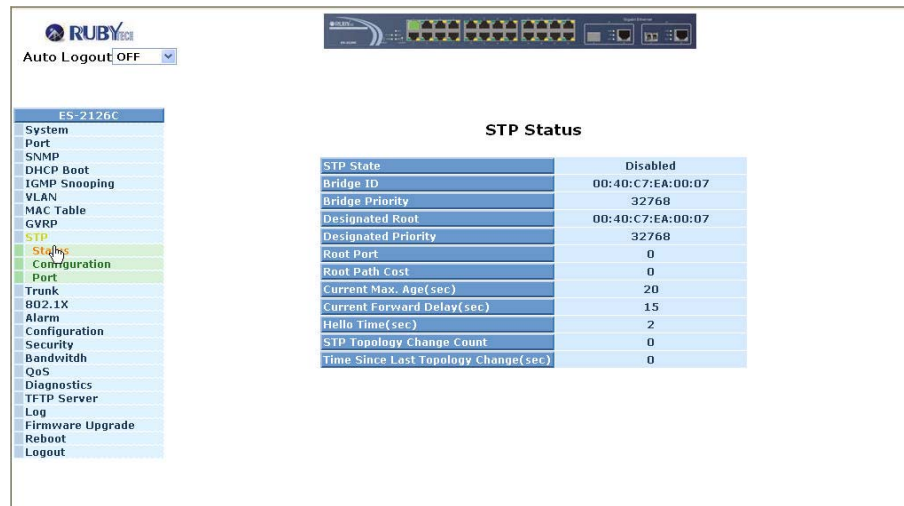 RUBYTECH
Auto Logout OFF
ES-2126C
System
Port
SNMP
DHCP Boot
IGMP Snooping
VLAN
MAC Table
GVRP
STP
Status
Configuration
Port
Trunk
802.1X
Alarm
Configuration
Security
Bandwitdh
QoS
Diagnostics
TFTP Server
Log
Firmware Upgrade
Reboot
Logout
STP Status
STP State Disabled
Bridge ID 00:40:C7:EA:00:07
Bridge Priority 32768
Designated Root 00:40:C7:EA:00:07
Designated Priority 32768
Root Port 0
Root Path Cost 0
Current Max. Age(sec) 20
Current Forward Delay(sec) 15
Hello Time(sec) 2
STP Topology Change Count 0
Time Since Last Topology Change(sec) 0